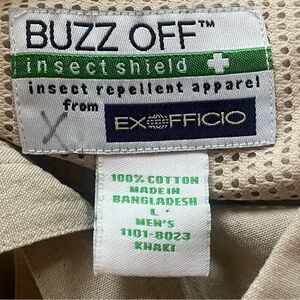 BUZZ OFF™
insect shield
insect repellent apparel
from EXOFFICIO
100% COTTON
MADE IN
BANGLADESH
L
MEN'S
1101-8023
KHAKI